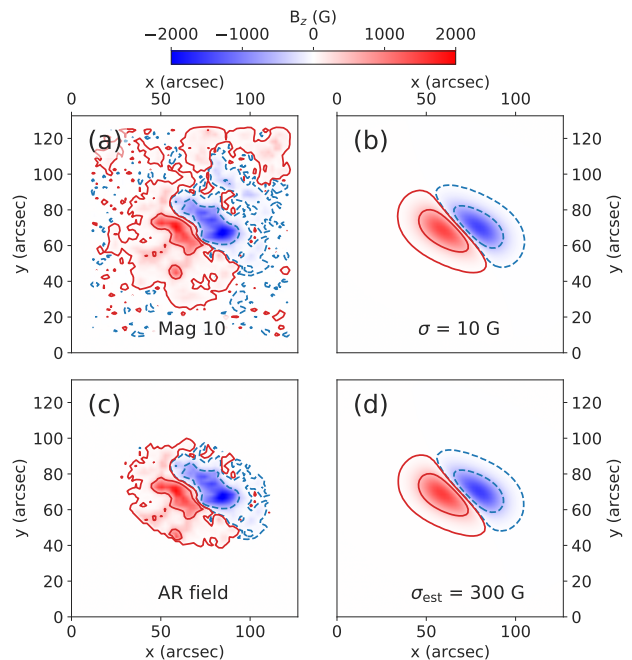 B_z (G)
−2000 −1000 0 1000 2000
x (arcsec) x (arcsec)
0 50 100 0 50 100
(a) (b)
120 120
100 100
80 80
y (arcsec) y (arcsec)
60 60
40 40
20 20
Mag 10 σ = 10 G
0 0
(c) (d)
120 120
100 100
80 80
y (arcsec) y (arcsec)
60 60
40 40
20 20
AR field σ_est = 300 G
0 0
0 50 100 0 50 100
x (arcsec) x (arcsec)